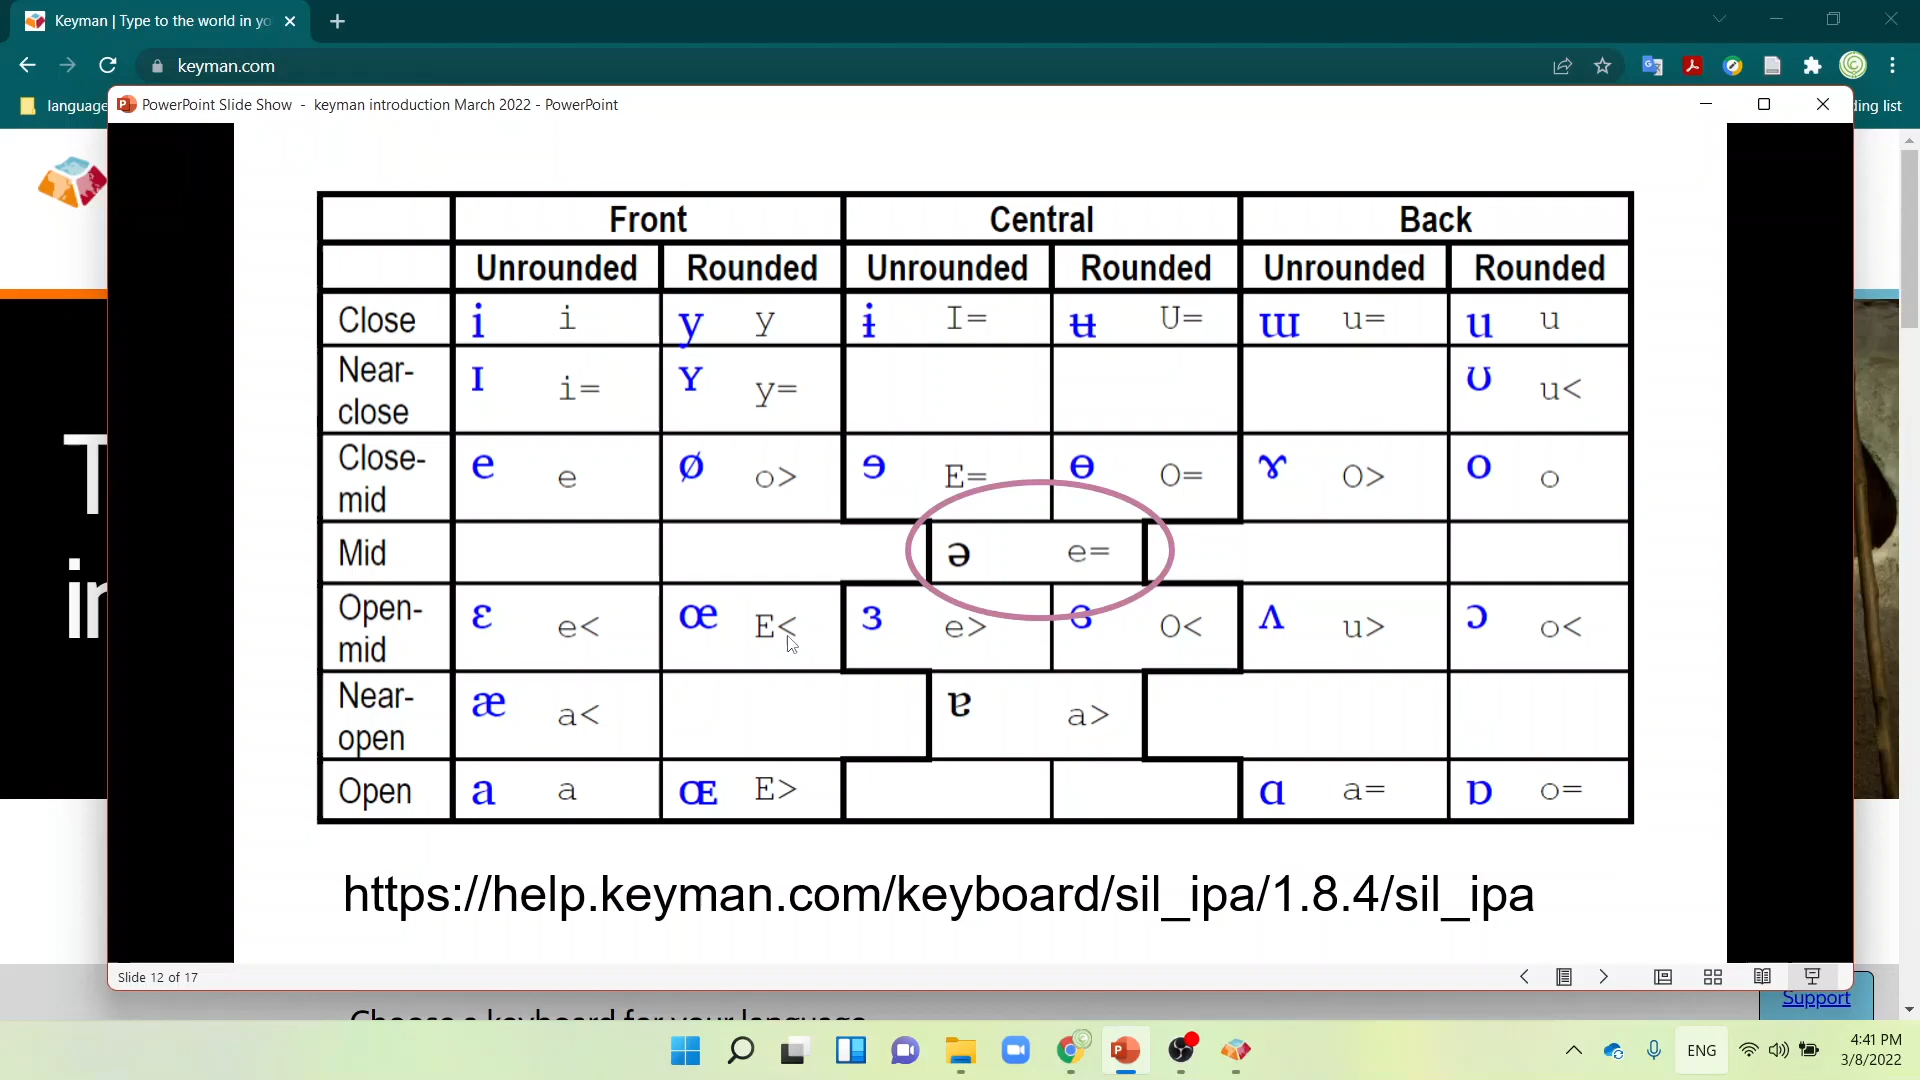 Keyman | Type to the world in yo
keyman.com
language
PowerPoint Slide Show - keyman introduction March 2022 - PowerPoint
ding list
Front Central Back
Unrounded Rounded Unrounded Rounded Unrounded Rounded
Close i i y y ɨ I= ʉ U= ɯ u= u u
Near-
close ɪ i= ʏ y= ʊ u<
Close-
mid e e ø o> ɘ E= ɵ O= ɤ O> o o
Mid ə e=
Open-
mid ɛ e< œ E< ɜ e> ɞ O< ʌ u> ɔ o<
Near-
open æ a< ɐ a>
Open a a ɶ E> ɑ a= ɒ o=
https://help.keyman.com/keyboard/sil_ipa/1.8.4/sil_ipa
Slide 12 of 17
Support
ENG
4:41 PM
3/8/2022